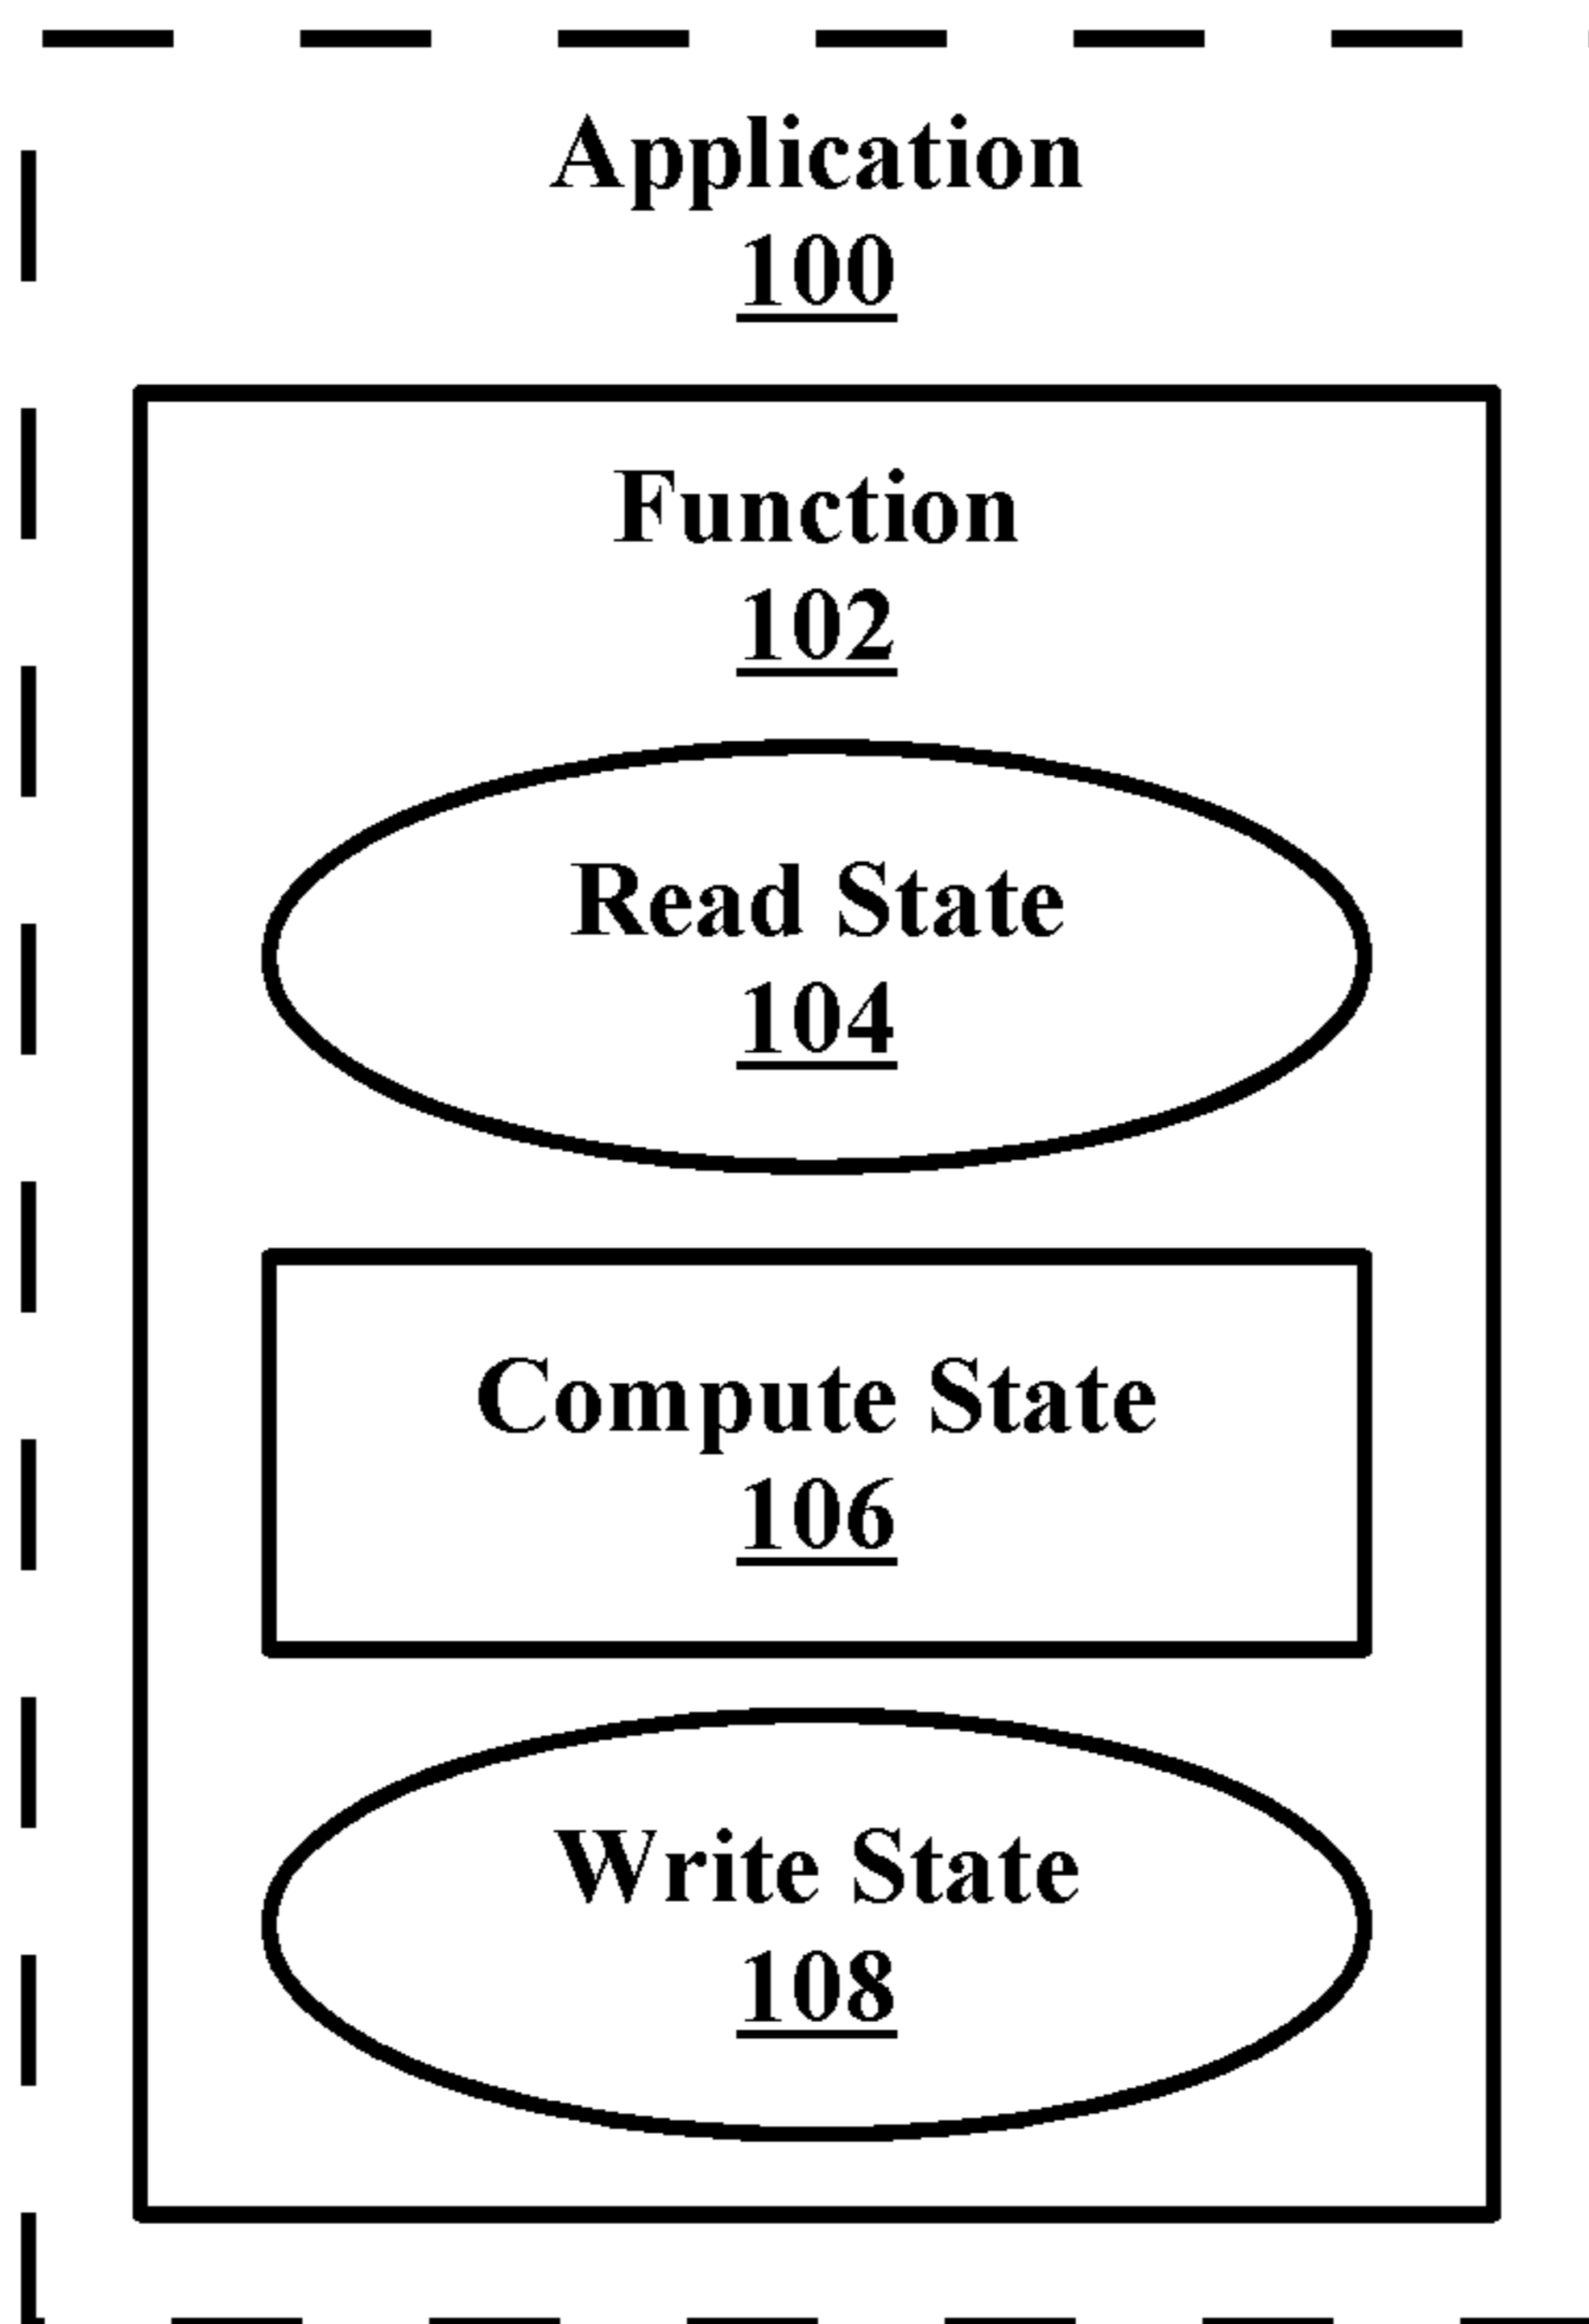 Application
100
Function
102
Read State
104
Compute State
106
Write State
108